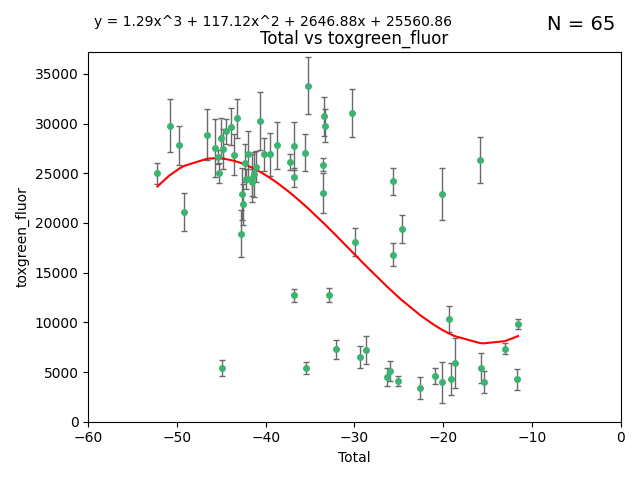 y = 1.29x^3 + 117.12x^2 + 2646.88x + 25560.86
N = 65
Total vs toxgreen_fluor
35000
30000
25000
20000
15000
10000
5000
0
toxgreen_fluor
−60 −50 −40 −30 −20 −10 0
Total